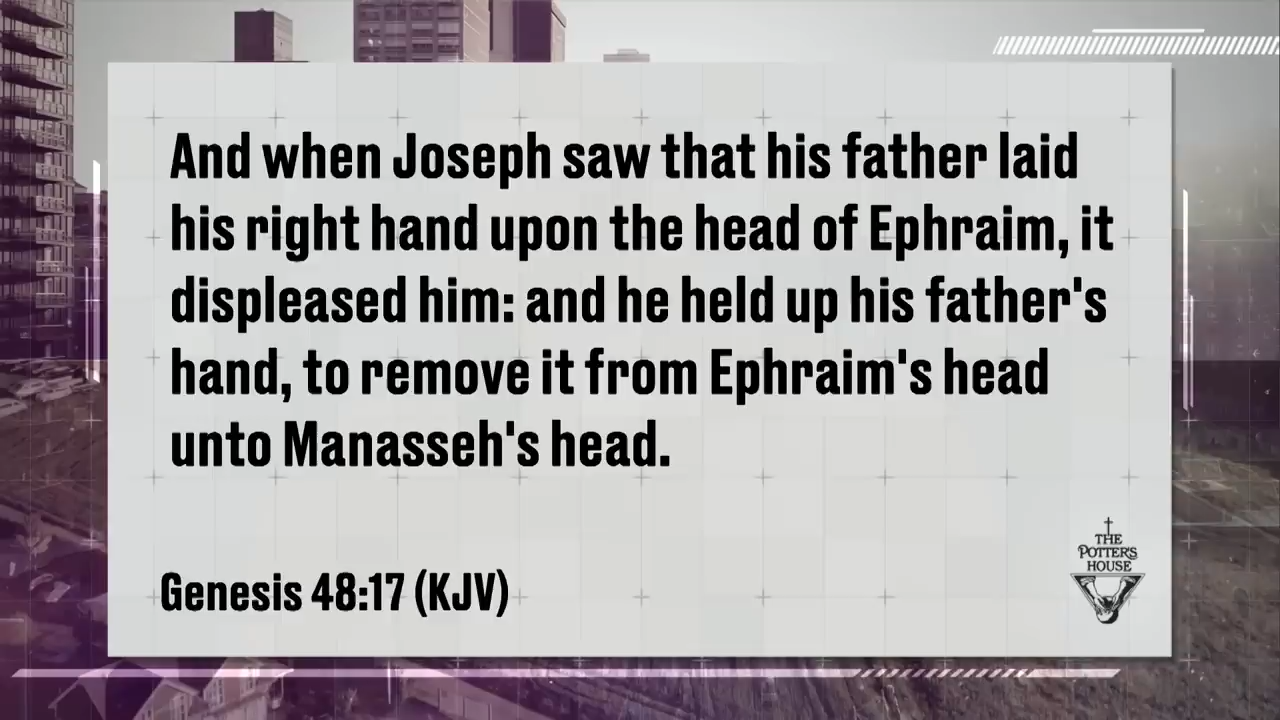 And when Joseph saw that his father laid
his right hand upon the head of Ephraim, it
displeased him: and he held up his father's
hand, to remove it from Ephraim's head
unto Manasseh's head.
Genesis 48:17 (KJV)
THE
POTTER'S
HOUSE